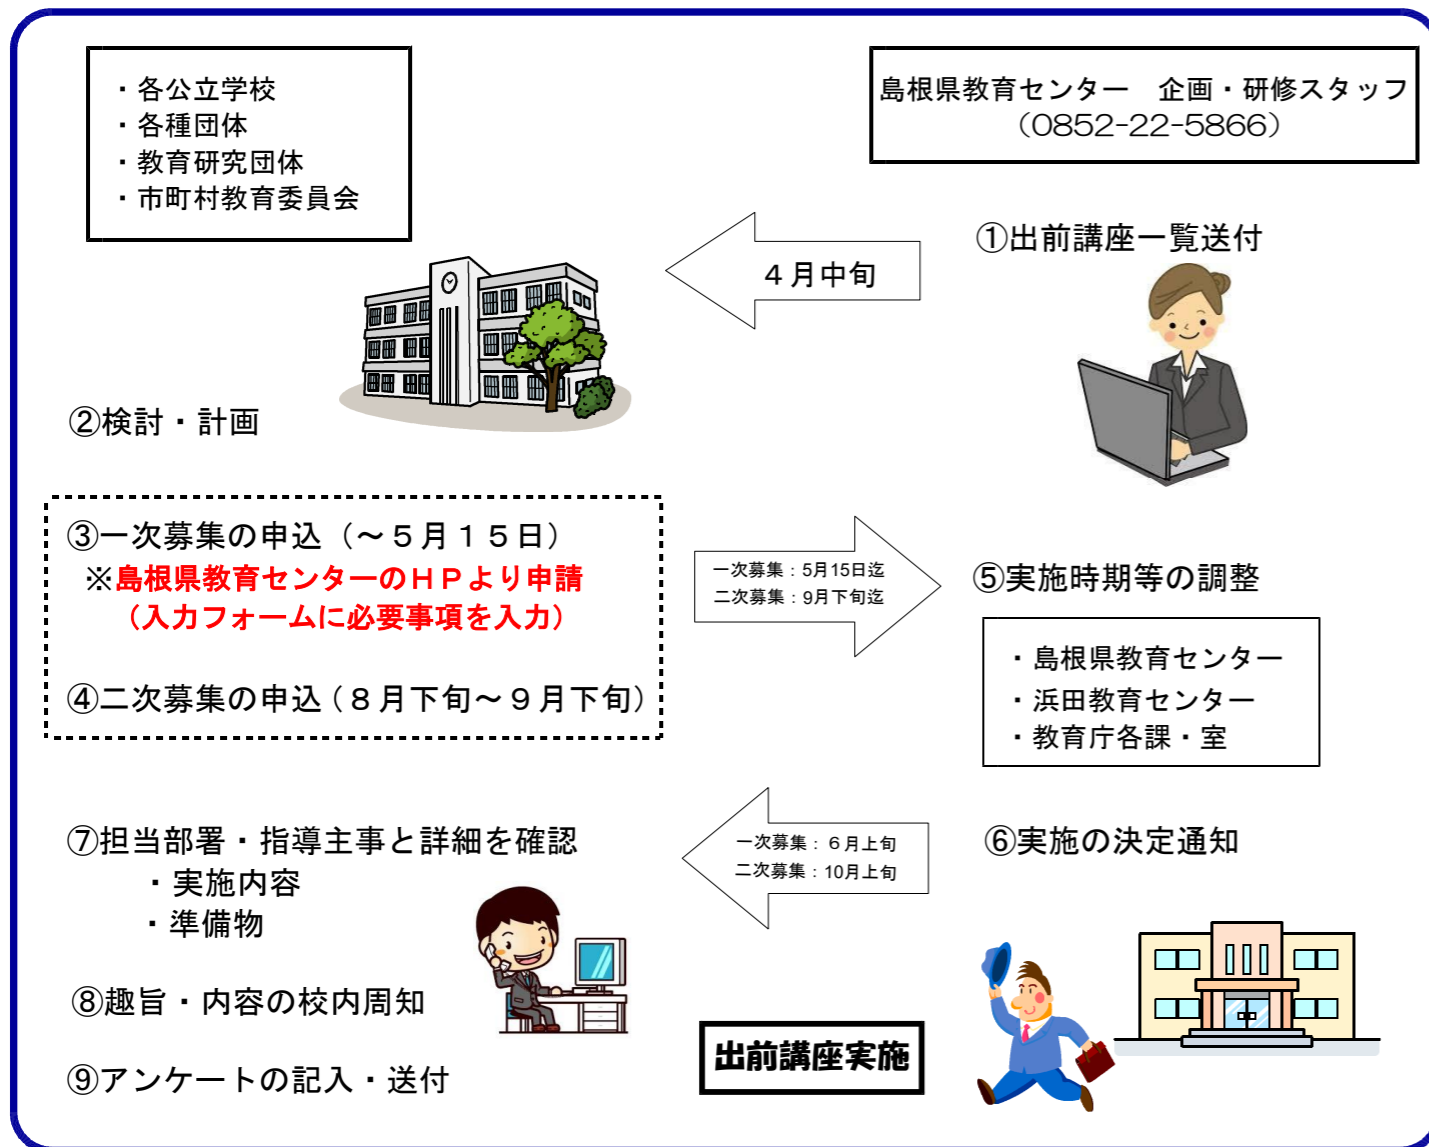 ・各公立学校
・各種団体
・教育研究団体
・市町村教育委員会
島根県教育センター　企画・研修スタッフ
（0852-22-5866）
①出前講座一覧送付
４月中旬
②検討・計画
③一次募集の申込（～５月１５日）
※島根県教育センターのＨＰより申請
（入力フォームに必要事項を入力）
④二次募集の申込（８月下旬～９月下旬）
一次募集：5月15日迄
二次募集：9月下旬迄
⑤実施時期等の調整
・島根県教育センター
・浜田教育センター
・教育庁各課・室
⑥実施の決定通知
一次募集：６月上旬
二次募集：10月上旬
⑦担当部署・指導主事と詳細を確認
・実施内容
・準備物
⑧趣旨・内容の校内周知
出前講座実施
⑨アンケートの記入・送付